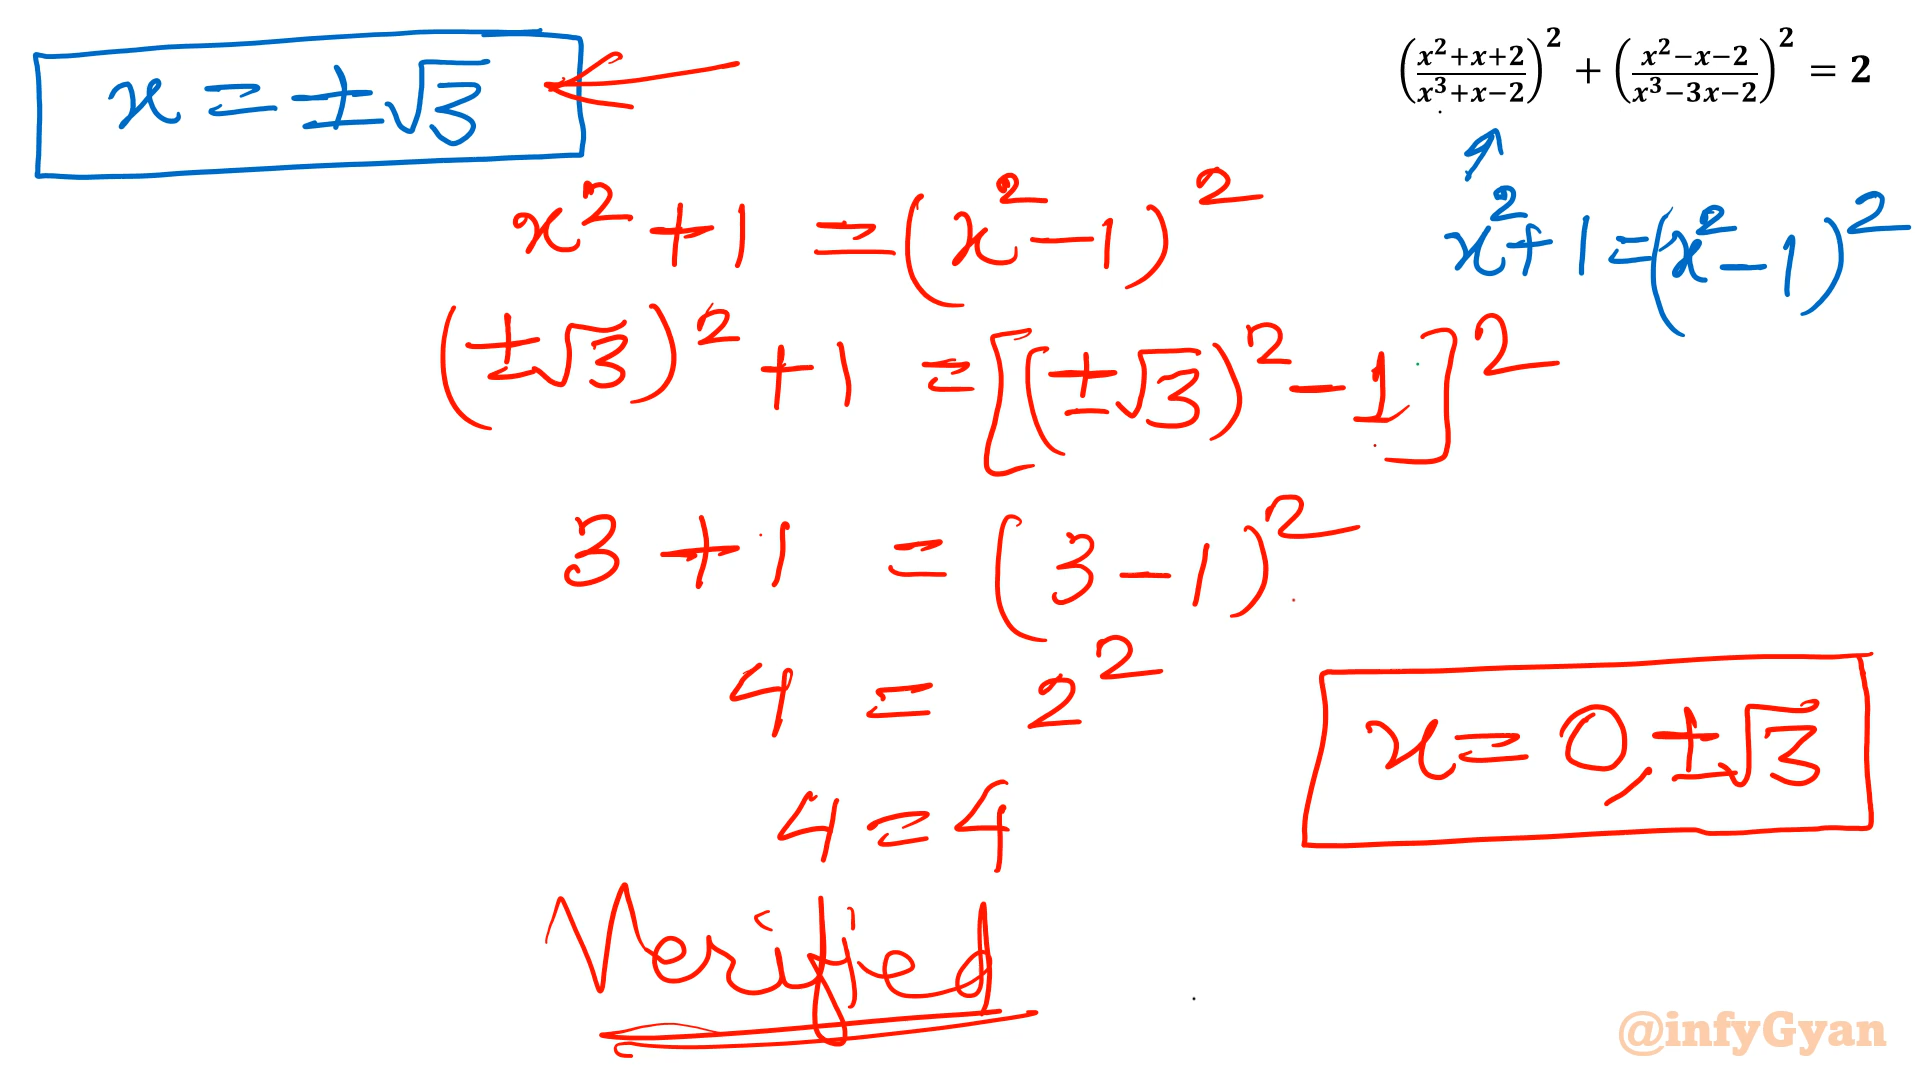 x = ±√3
((x²+x+2)/(x³+x−2))² + ((x²−x−2)/(x³−3x−2))² = 2
x² + 1 = (x² − 1)²
x² + 1 = (x² − 1)²
(±√3)² + 1 = [(±√3)² − 1]²
3 + 1 = (3 − 1)²
4 = 2²
x = 0, ±√3
4 = 4
Verified
@infyGyan